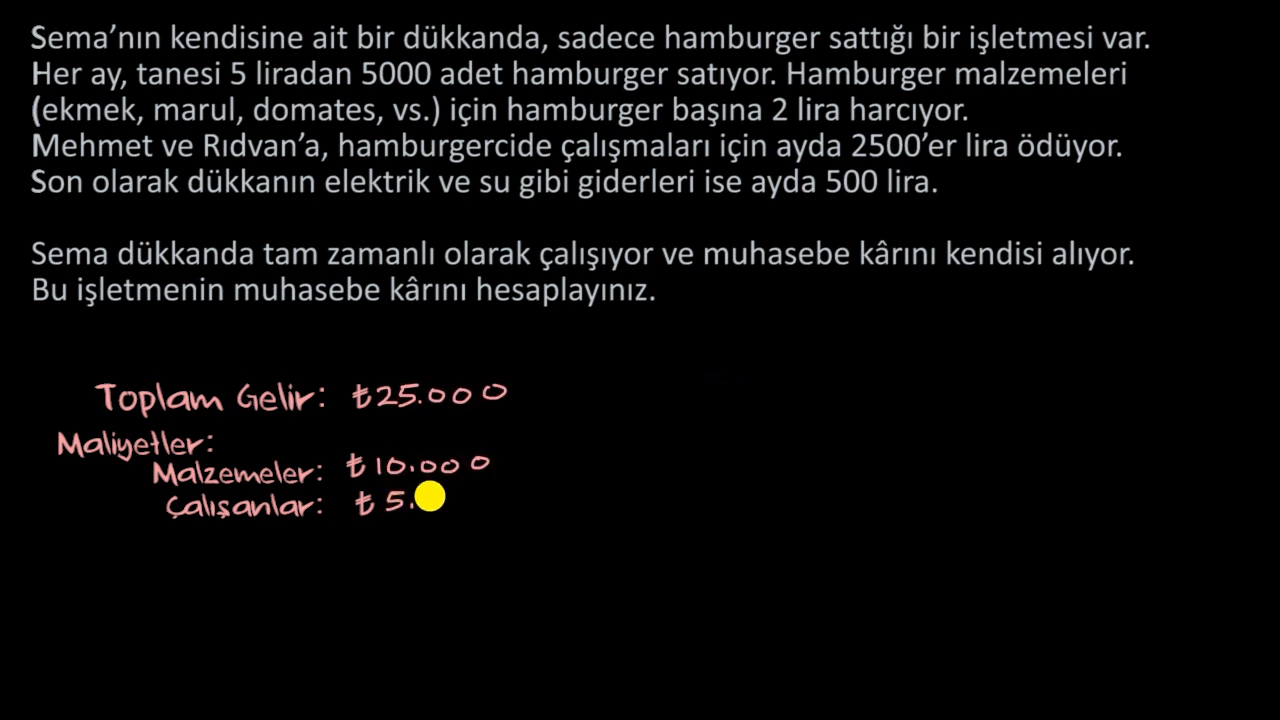 Sema’nın kendisine ait bir dükkanda, sadece hamburger sattığı bir işletmesi var.
Her ay, tanesi 5 liradan 5000 adet hamburger satıyor. Hamburger malzemeleri
(ekmek, marul, domates, vs.) için hamburger başına 2 lira harcıyor.
Mehmet ve Rıdvan’a, hamburgercide çalışmaları için ayda 2500’er lira ödüyor.
Son olarak dükkanın elektrik ve su gibi giderleri ise ayda 500 lira.
Sema dükkanda tam zamanlı olarak çalışıyor ve muhasebe kârını kendisi alıyor.
Bu işletmenin muhasebe kârını hesaplayınız.
Toplam Gelir: ₺25.000
Maliyetler:
Malzemeler: ₺10.000
Çalışanlar: ₺5.